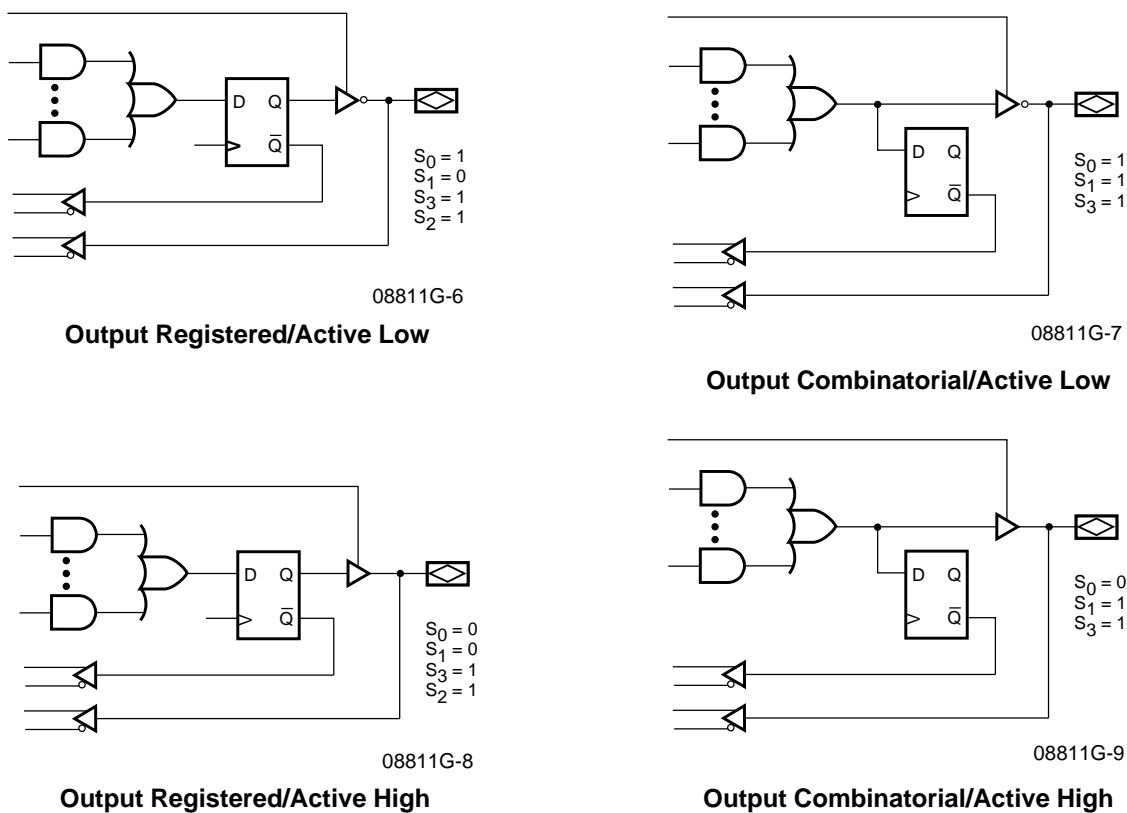 D Q
Q̅
S0 = 1
S1 = 0
S3 = 1
S2 = 1
08811G-6
Output Registered/Active Low
D Q
Q̅
S0 = 1
S1 = 1
S3 = 1
08811G-7
Output Combinatorial/Active Low
D Q
Q̅
S0 = 0
S1 = 0
S3 = 1
S2 = 1
08811G-8
Output Registered/Active High
D Q
Q̅
S0 = 0
S1 = 1
S3 = 1
08811G-9
Output Combinatorial/Active High